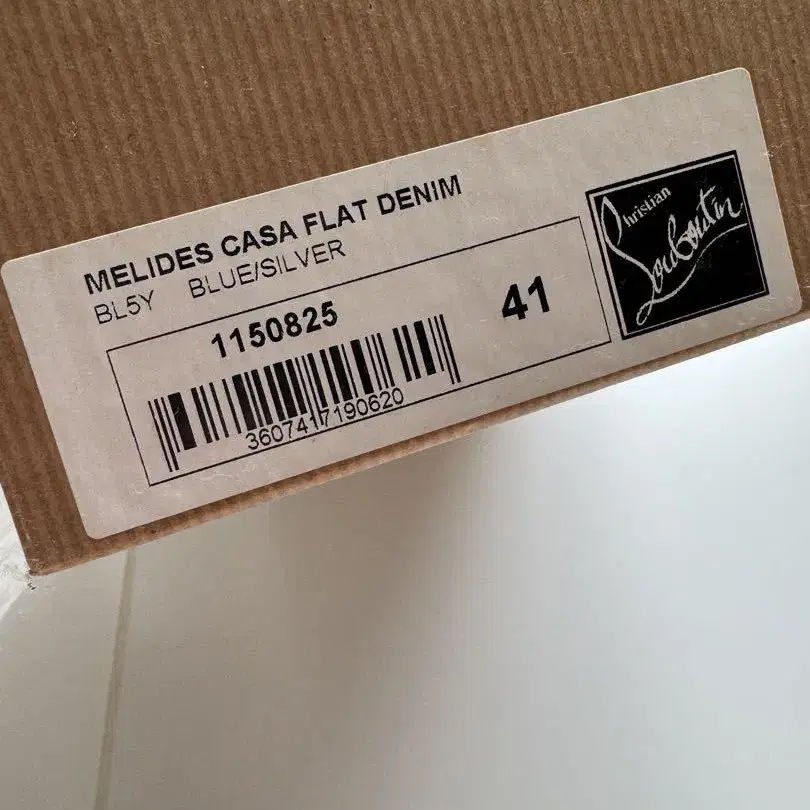 MELIDES CASA FLAT DENIM
BL5Y BLUE/SILVER
1150825
41
3607417190620
Christian
Louboutin